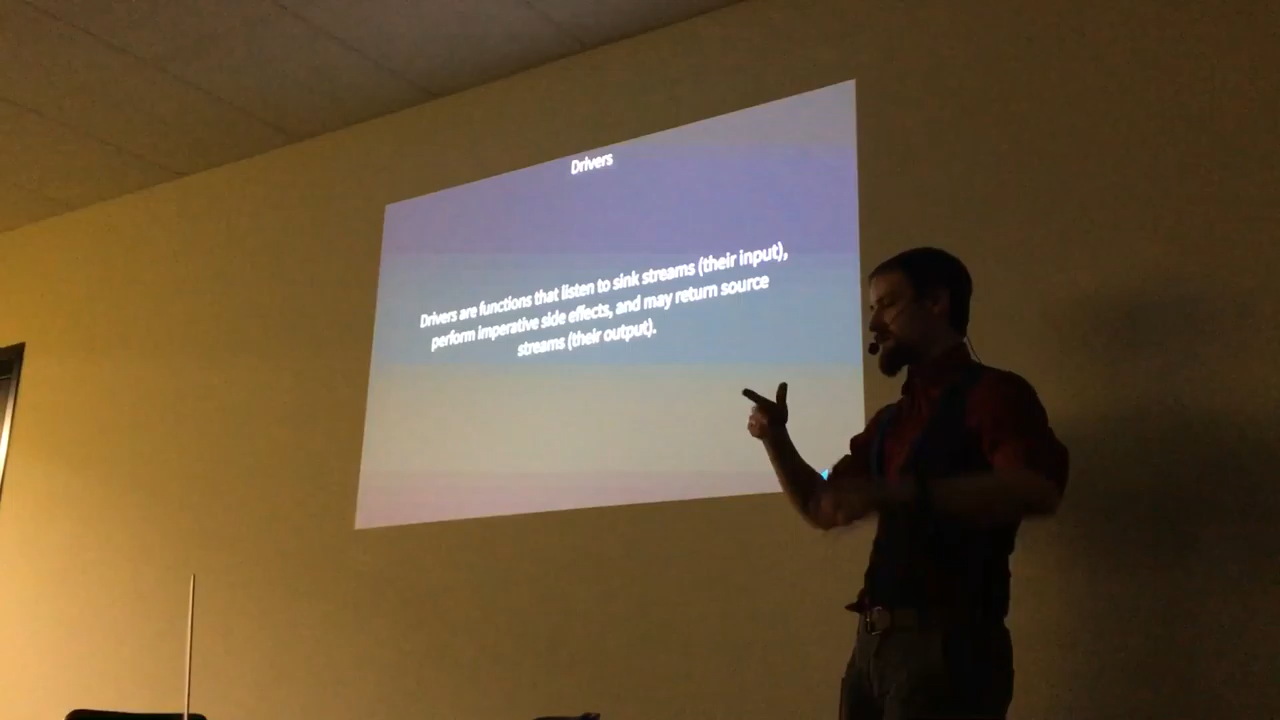 Drivers
Drivers are functions that listen to sink streams (their input),
perform imperative side effects, and may return source
streams (their output).